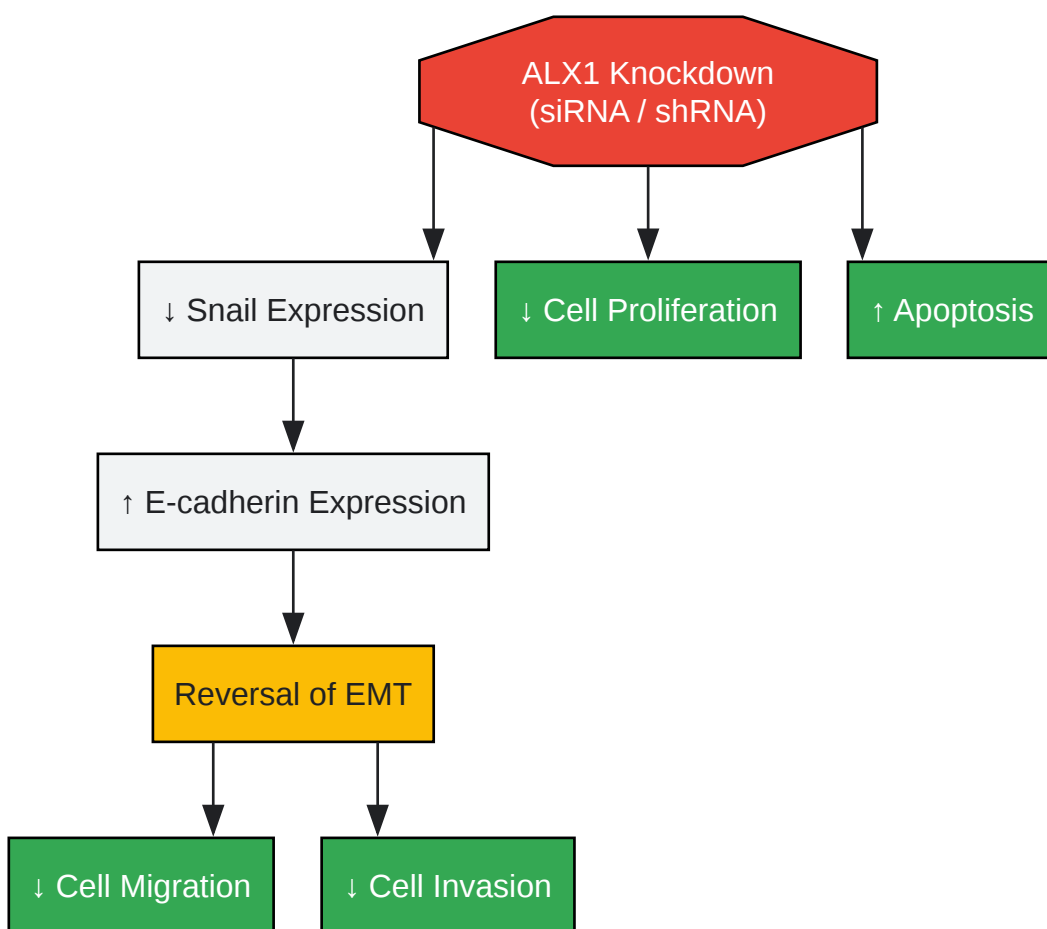 ALX1 Knockdown
(siRNA / shRNA)
↓ Snail Expression
↓ Cell Proliferation
↑ Apoptosis
↑ E-cadherin Expression
Reversal of EMT
↓ Cell Migration
↓ Cell Invasion